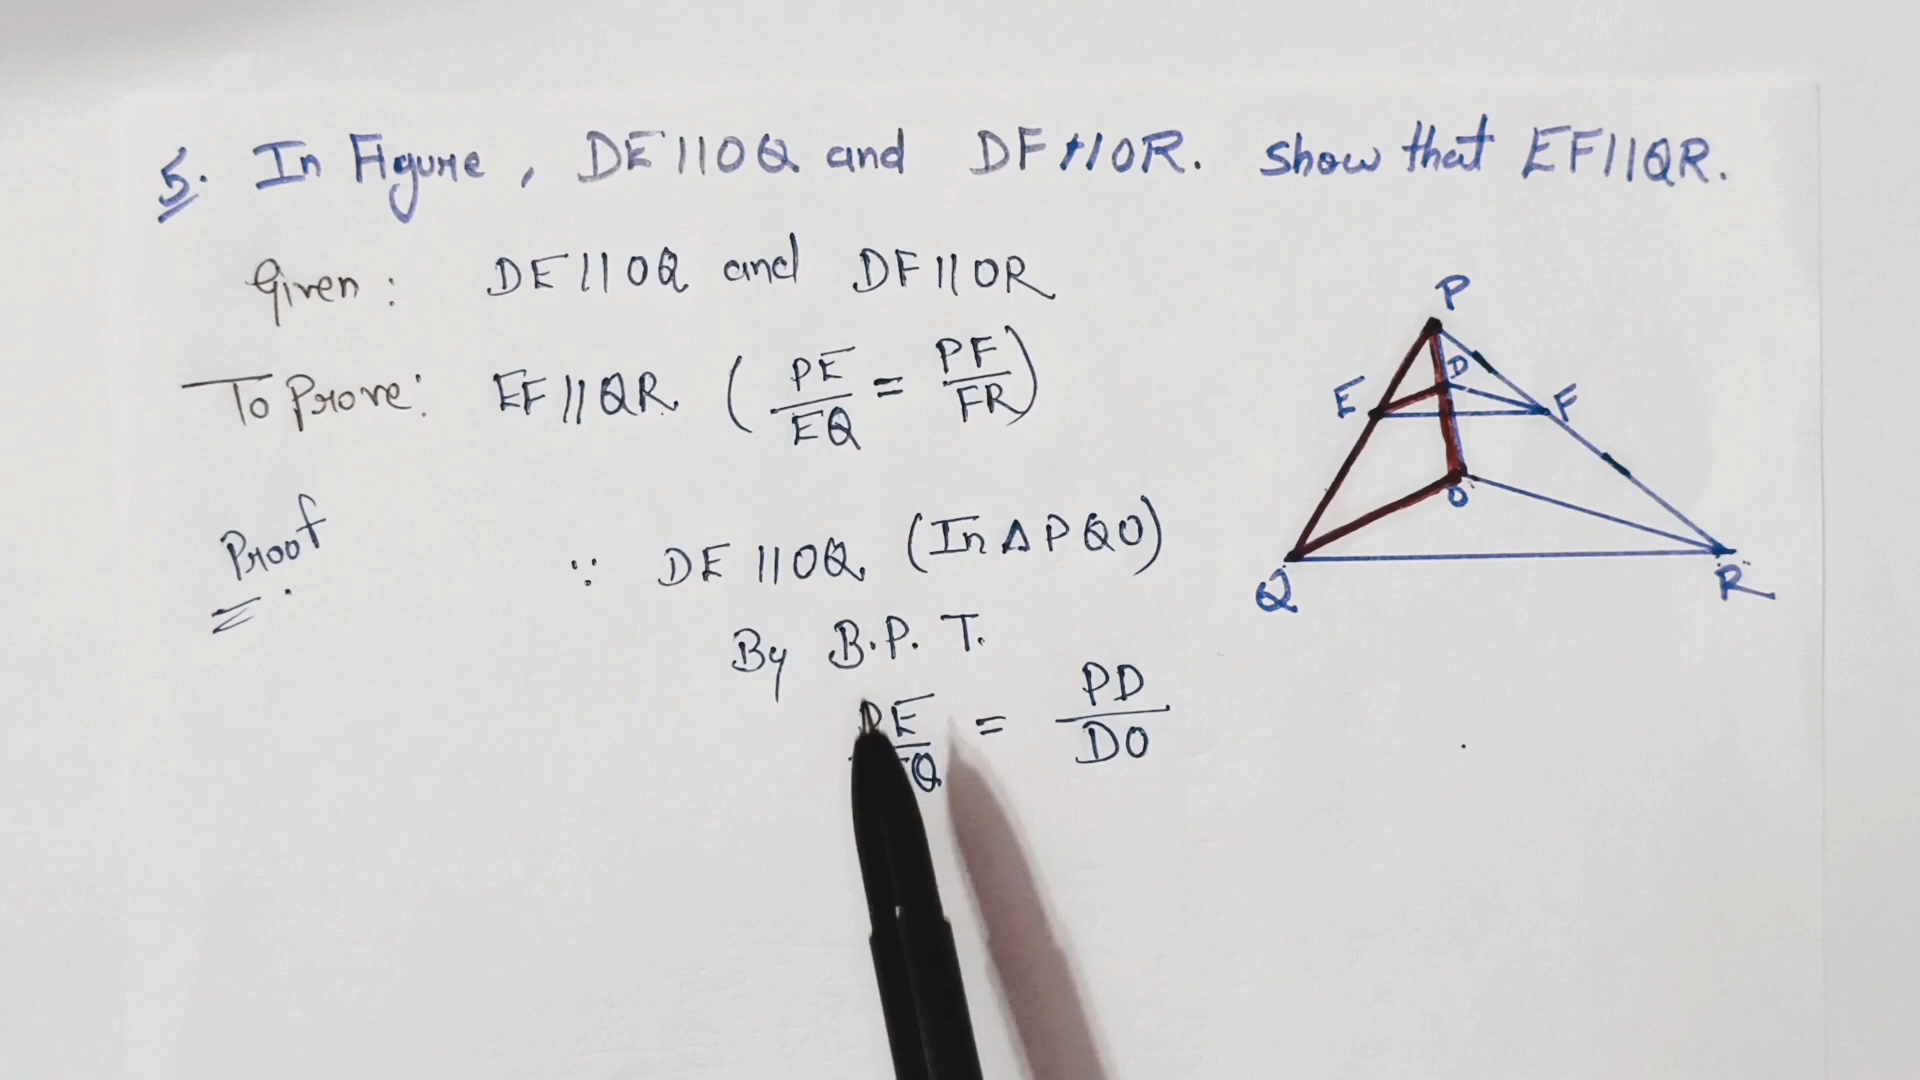 5. In Figure, DE||OQ and DF||OR. Show that EF||QR.
Given: DE||OQ and DF||OR
To Prove: EF||QR (PE/EQ = PF/FR)
Proof ∵ DE||OQ (In ΔPQO)
By B.P.T.
PE/EQ = PD/DO
P
D
E
F
O
Q
R